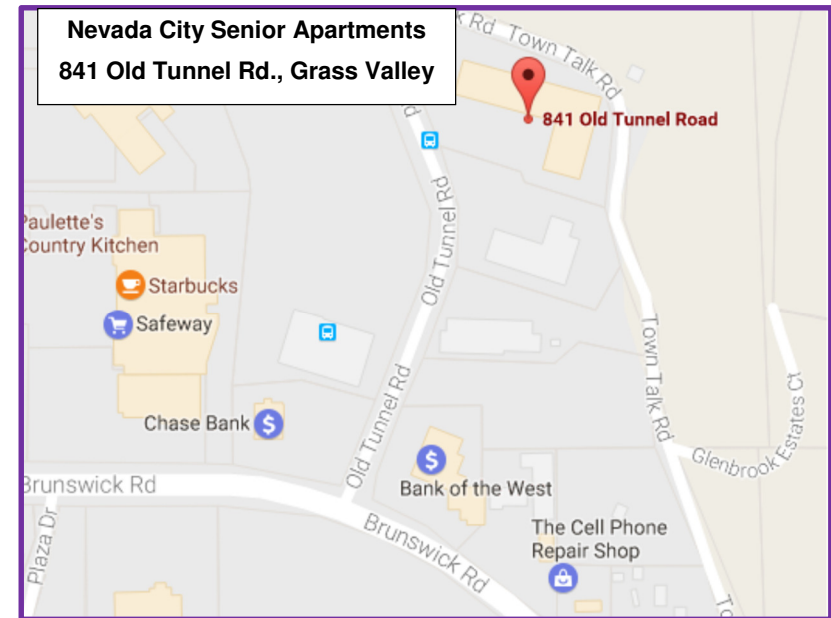 Nevada City Senior Apartments
841 Old Tunnel Rd., Grass Valley
Rd Town Talk Rd
841 Old Tunnel Road
Old Tunnel Rd
Paulette's
Country Kitchen
Starbucks
Safeway
Town Talk Rd
Old Tunnel Rd
Chase Bank $
Glenbrook Estates Ct
$
Bank of the West
Brunswick Rd
Brunswick Rd
Plaza Dr
The Cell Phone
Repair Shop